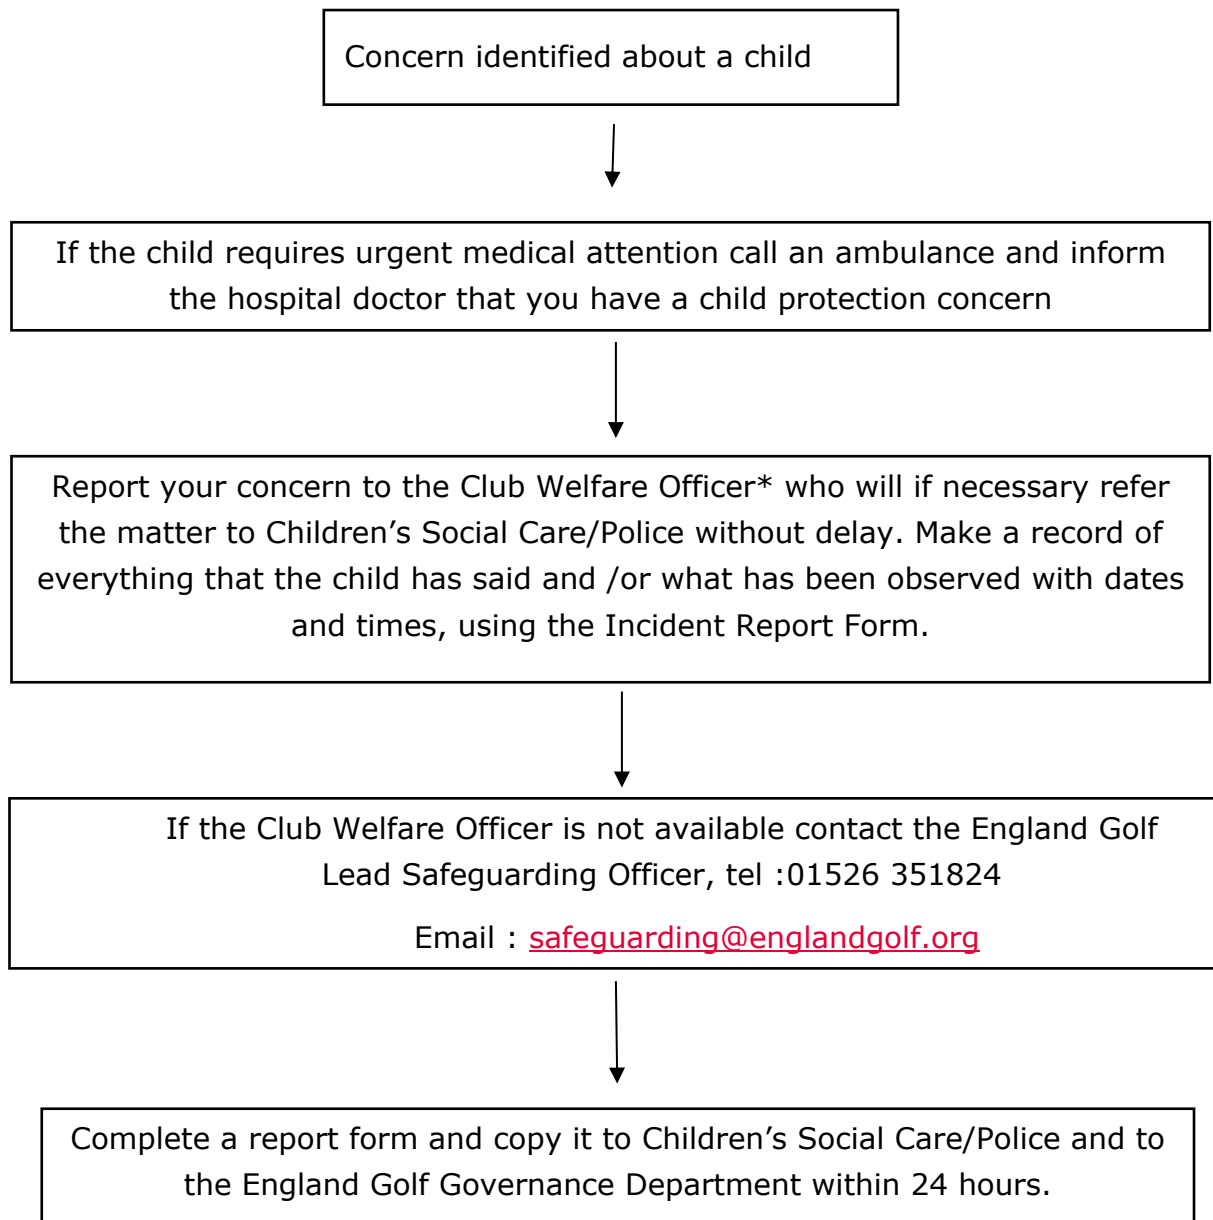 Concern identified about a child
If the child requires urgent medical attention call an ambulance and inform
the hospital doctor that you have a child protection concern
Report your concern to the Club Welfare Officer* who will if necessary refer
the matter to Children’s Social Care/Police without delay. Make a record of
everything that the child has said and /or what has been observed with dates
and times, using the Incident Report Form.
If the Club Welfare Officer is not available contact the England Golf
Lead Safeguarding Officer, tel :01526 351824
Email : safeguarding@englandgolf.org
Complete a report form and copy it to Children’s Social Care/Police and to
the England Golf Governance Department within 24 hours.